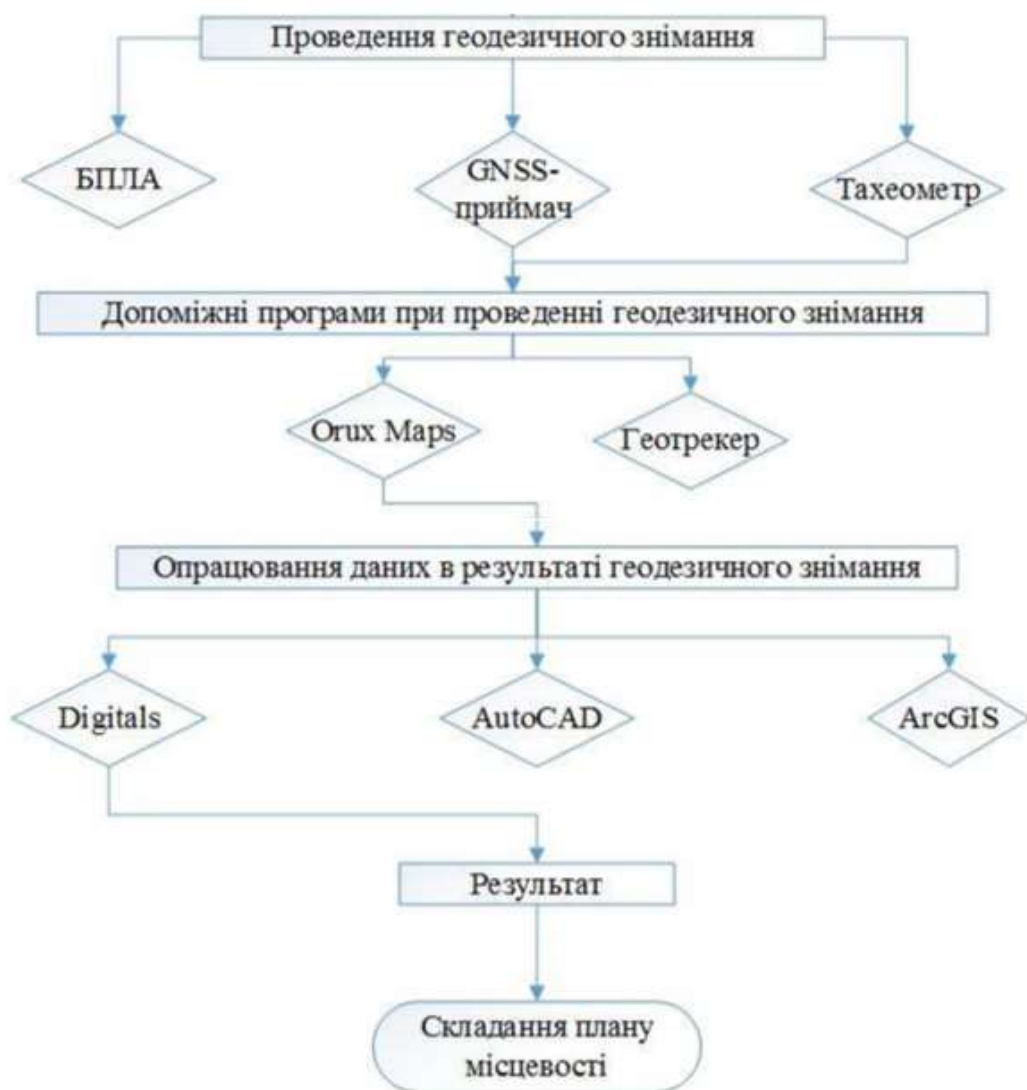 Проведення геодезичного знімання
БПЛА
GNSS-
приймач
Тахеометр
Допоміжні програми при проведенні геодезичного знімання
Orux Maps
Геотрекер
Опрацювання даних в результаті геодезичного знімання
Digitals
AutoCAD
ArcGIS
Результат
Складання плану
місцевості